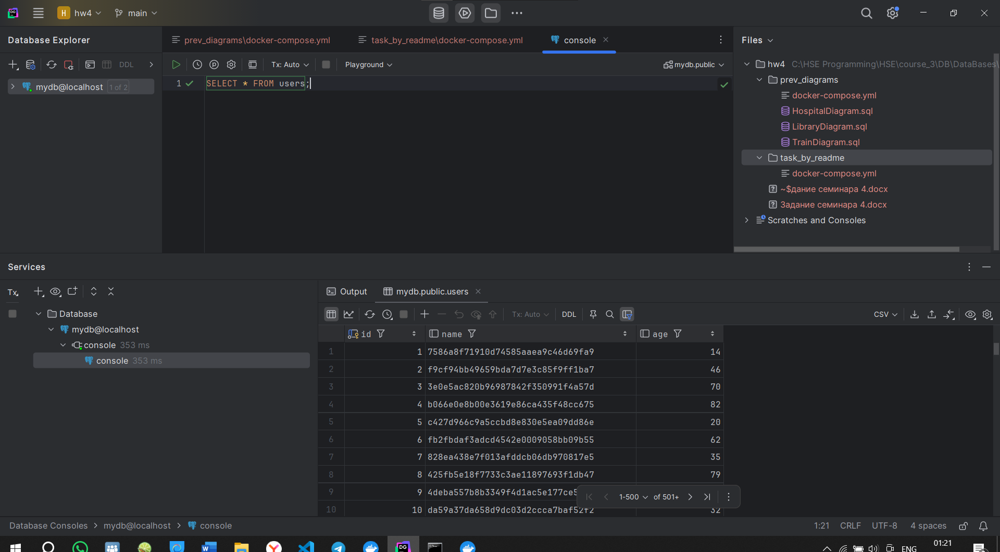 H hw4 main
Database Explorer
DDL
mydb@localhost 1 of 2
prev_diagrams\docker-compose.yml task_by_readme\docker-compose.yml console
Tx: Auto Playground mydb.public
1 SELECT * FROM users;
Files
hw4 C:\HSE Programming\HSE\course_3\DB\DataBases\
prev_diagrams
docker-compose.yml
HospitalDiagram.sql
LibraryDiagram.sql
TrainDiagram.sql
task_by_readme
docker-compose.yml
~$дание семинара 4.docx
Задание семинара 4.docx
Scratches and Consoles
Services
Tx
Database
mydb@localhost
console 353 ms
console 353 ms
Output mydb.public.users
Tx: Auto DDL CSV
id name age
1 1 7586a8f71910d74585aaea9c46d69fa9 14
2 2 f9cf94bb49659bda7d7e3c85f9ff1ba7 46
3 3 3e0e5ac820b96987842f350991f4a57d 70
4 4 b066e0e8b00e3619e86ca435f48cc675 82
5 5 c427d966c9a5ccbd8e830e5ea09dd86e 20
6 6 fb2fbdaf3adcd4542e0009058bb09b55 62
7 7 828ea438e7f013afddcb06db970817e5 35
8 8 425fb5e18f7733c3ae11897693f1db47 79
9 9 4deba557b8b3349f4d1ac5e177ce5
1-500 of 501+
10 10 da59a37da658d9dc03d2ccca7baf52f2 32
Database Consoles mydb@localhost console
1:21 CRLF UTF-8 4 spaces
ENG 01:21